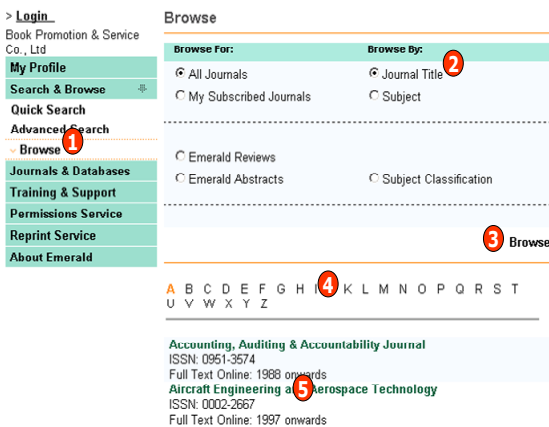 > Login
Book Promotion & Service
Co., Ltd
My Profile
Search & Browse
Quick Search
Advanced Search
Browse
1
Journals & Databases
Training & Support
Permissions Service
Reprint Service
About Emerald
Browse
Browse For: Browse By:
All Journals Journal Title 2
My Subscribed Journals Subject
Emerald Reviews
Emerald Abstracts Subject Classification
3 Browse
A B C D E F G H I 4 K L M N O P Q R S T
U V W X Y Z
Accounting, Auditing & Accountability Journal
ISSN: 0951-3574
Full Text Online: 1988 onwards
Aircraft Engineering and Aerospace Technology
5
ISSN: 0002-2667
Full Text Online: 1997 onwards